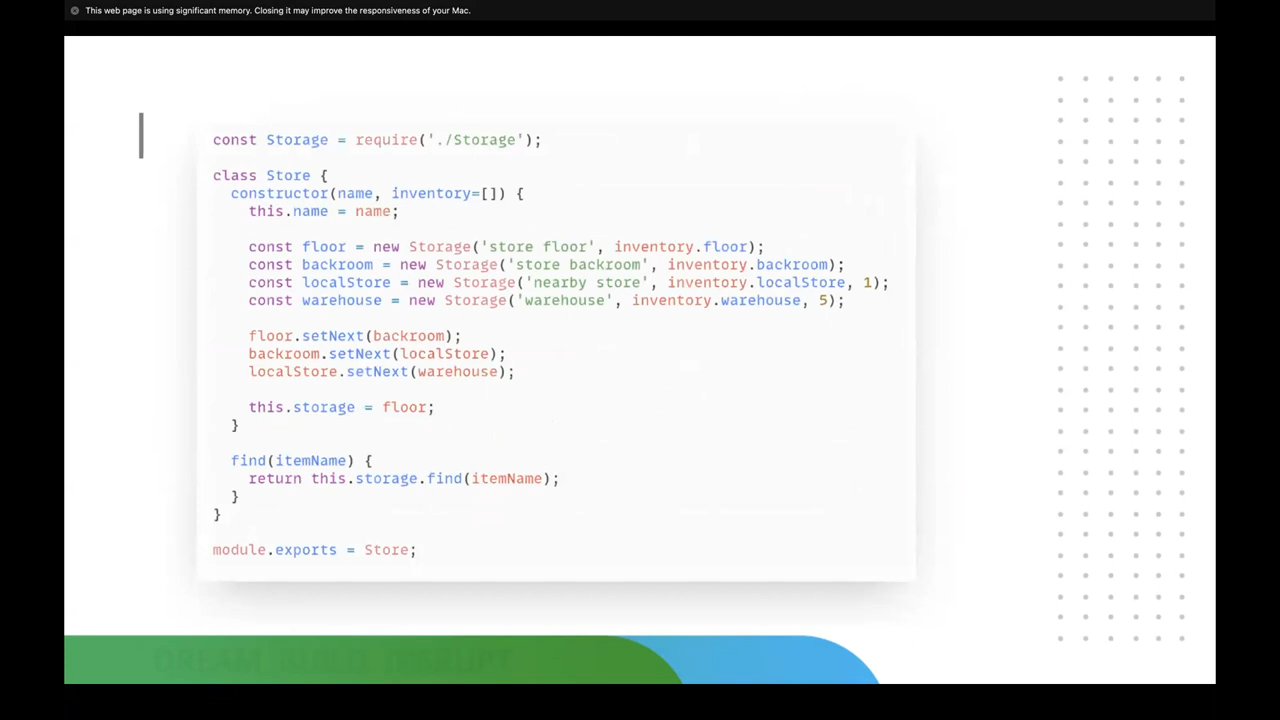 This web page is using significant memory. Closing it may improve the responsiveness of your Mac.
const Storage = require('./Storage');
class Store {
  constructor(name, inventory=[]) {
    this.name = name;
    const floor = new Storage('store floor', inventory.floor);
    const backroom = new Storage('store backroom', inventory.backroom);
    const localStore = new Storage('nearby store', inventory.localStore, 1);
    const warehouse = new Storage('warehouse', inventory.warehouse, 5);
    floor.setNext(backroom);
    backroom.setNext(localStore);
    localStore.setNext(warehouse);
    this.storage = floor;
  }
  find(itemName) {
    return this.storage.find(itemName);
  }
}
module.exports = Store;
DREAM. BUILD. DISRUPT